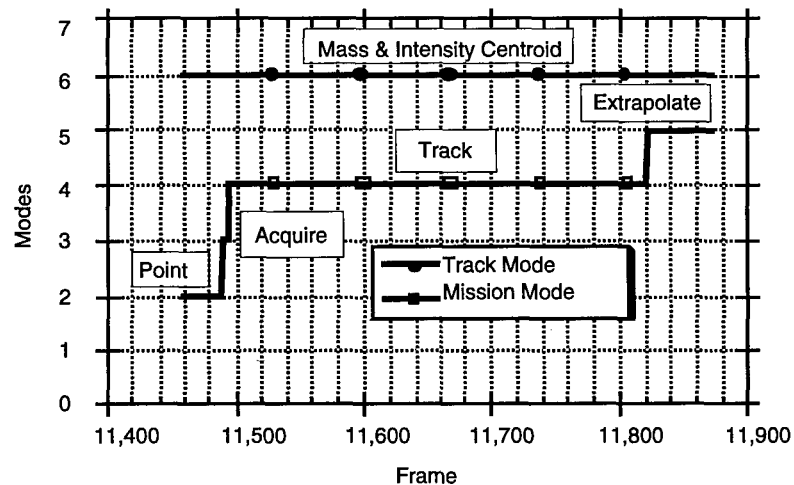 7
Mass & Intensity Centroid
6
Extrapolate
5
Track
4
Modes
3
Acquire
Point
Track Mode
2
Mission Mode
1
0
11,400 11,500 11,600 11,700 11,800 11,900
Frame